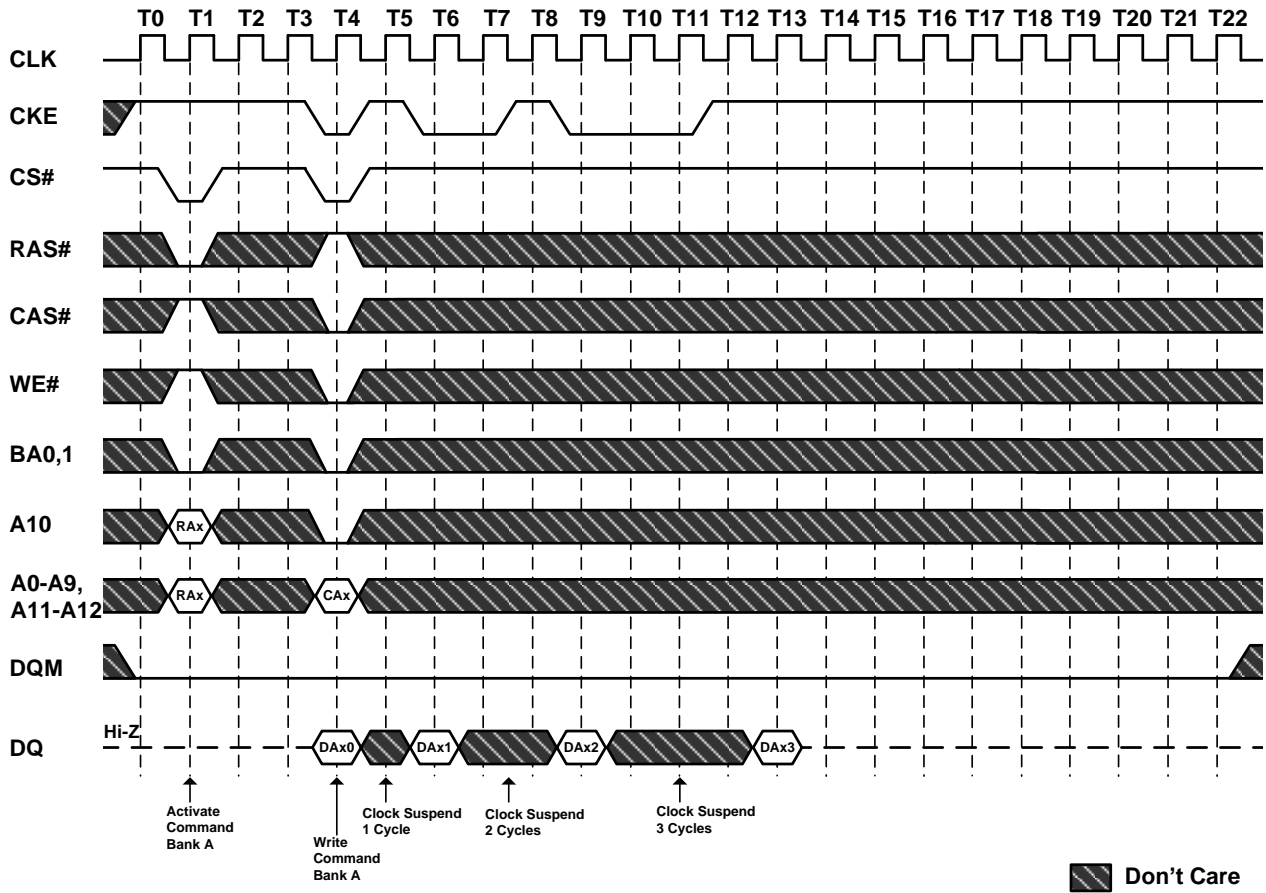 T0 T1 T2 T3 T4 T5 T6 T7 T8 T9 T10 T11 T12 T13 T14 T15 T16 T17 T18 T19 T20 T21 T22
CLK
CKE
CS#
RAS#
CAS#
WE#
BA0,1
A10 RAx
A0-A9, RAx CAx
A11-A12
DQM
Hi-Z
DQ DAx0 DAx1 DAx2 DAx3
Activate
Command
Bank A
Write
Command
Bank A
Clock Suspend
1 Cycle
Clock Suspend
2 Cycles
Clock Suspend
3 Cycles
Don't Care